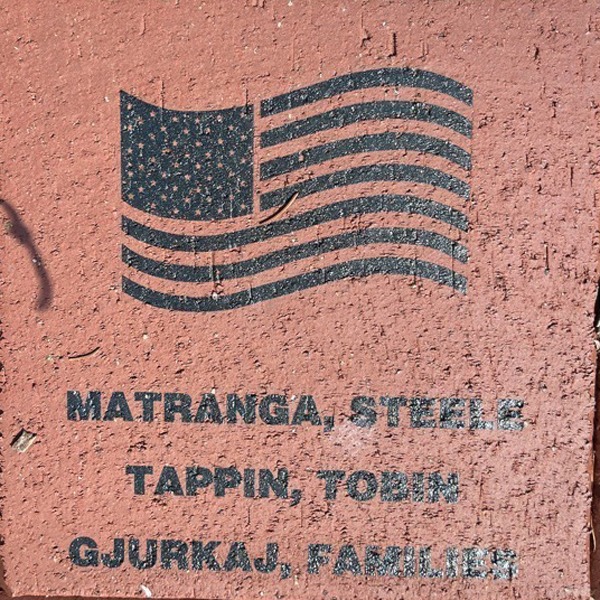 MATRANGA, STEELE
TAPPIN, TOBIN
GJURKAJ, FAMILIES